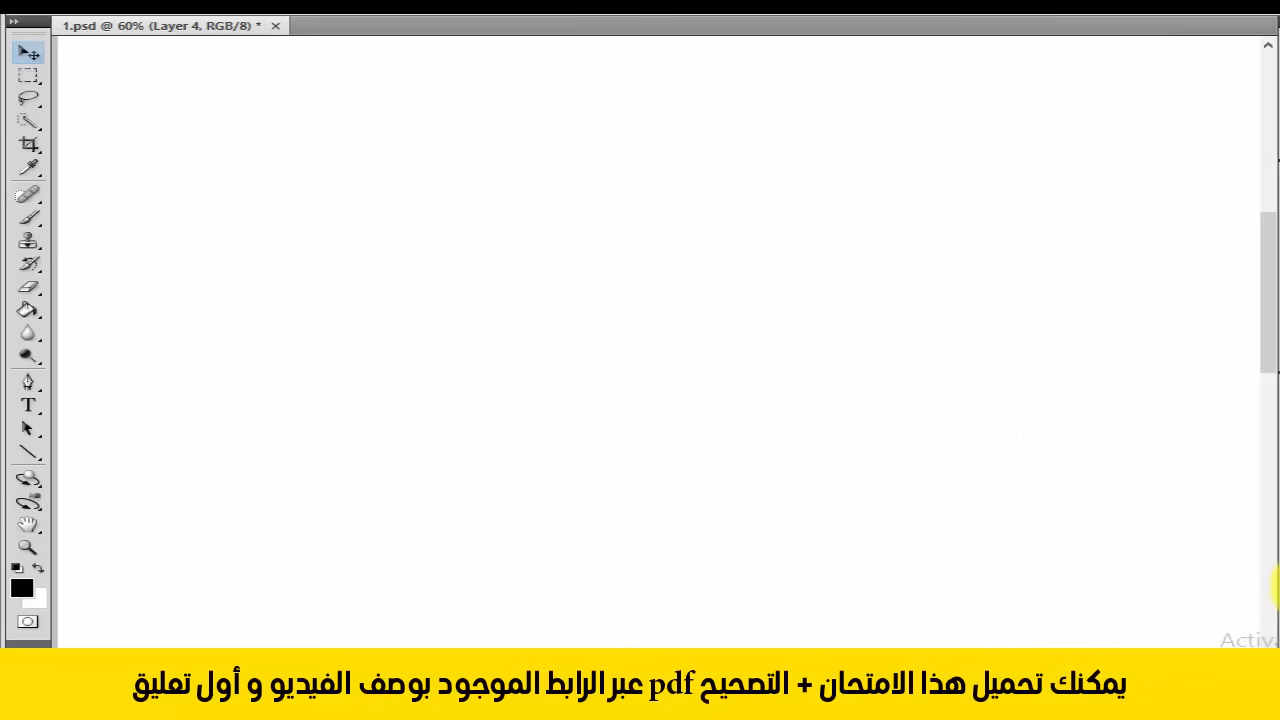 1.psd @ 60% (Layer 4, RGB/8) *
Activ
يمكنك تحميل هذا الامتحان + التصحيح pdf عبر الرابط الموجود بوصف الفيديو و أول تعليق